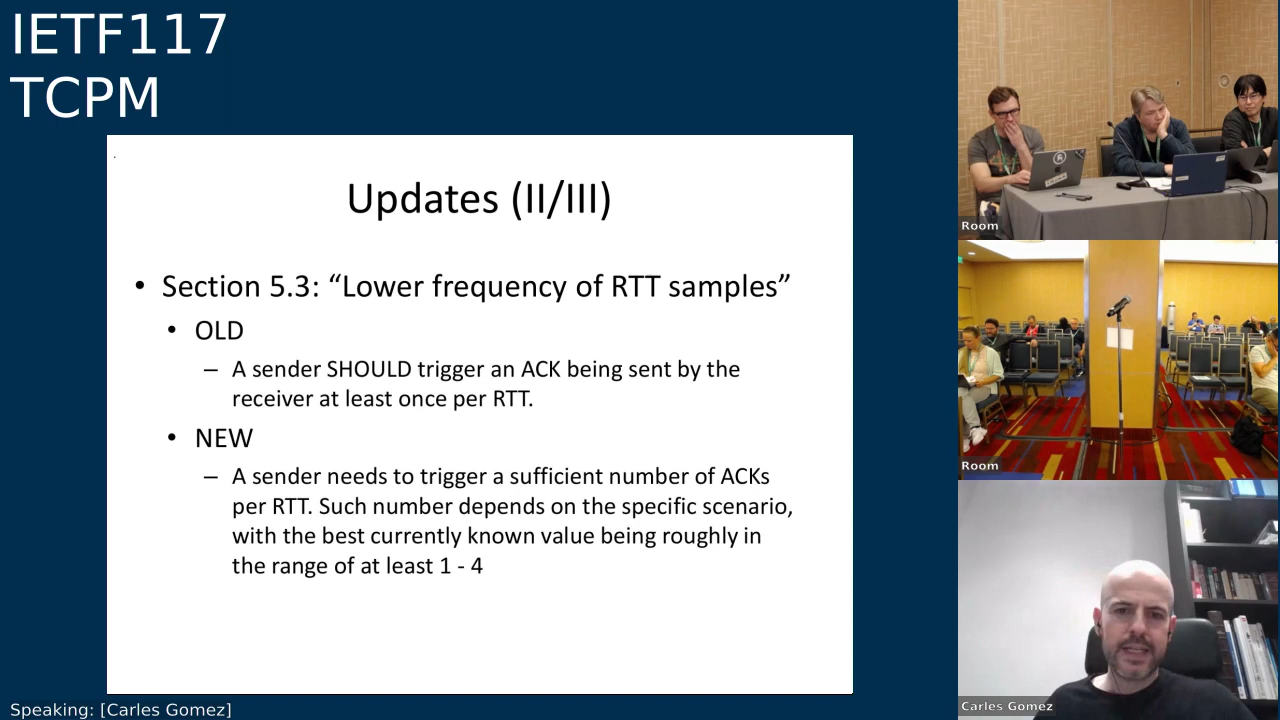 IETF117
TCPM
Updates (II/III)
• Section 5.3: “Lower frequency of RTT samples”
• OLD
– A sender SHOULD trigger an ACK being sent by the
receiver at least once per RTT.
• NEW
– A sender needs to trigger a sufficient number of ACKs
per RTT. Such number depends on the specific scenario,
with the best currently known value being roughly in
the range of at least 1 - 4
Room
Room
Carles Gomez
Speaking: [Carles Gomez]